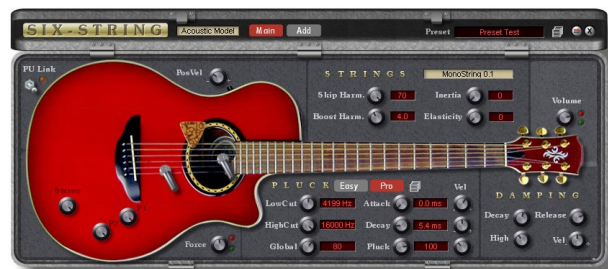 SIX-STRING Acoustic Model Main Add Preset Preset Test
PU Link
PosVel
STRINGS MonoString 0.1
Skip Harm. 70 Inertia 0
Boost Harm. 4.0 Elasticity 0
Volume
PLUCK Easy Pro Vel
LowCut 4199 Hz Attack 0.0 ms
HighCut 16000 Hz Decay 5.4 ms
Global 80 Pluck 100
Force
DAMPING
Decay Release
High Vel